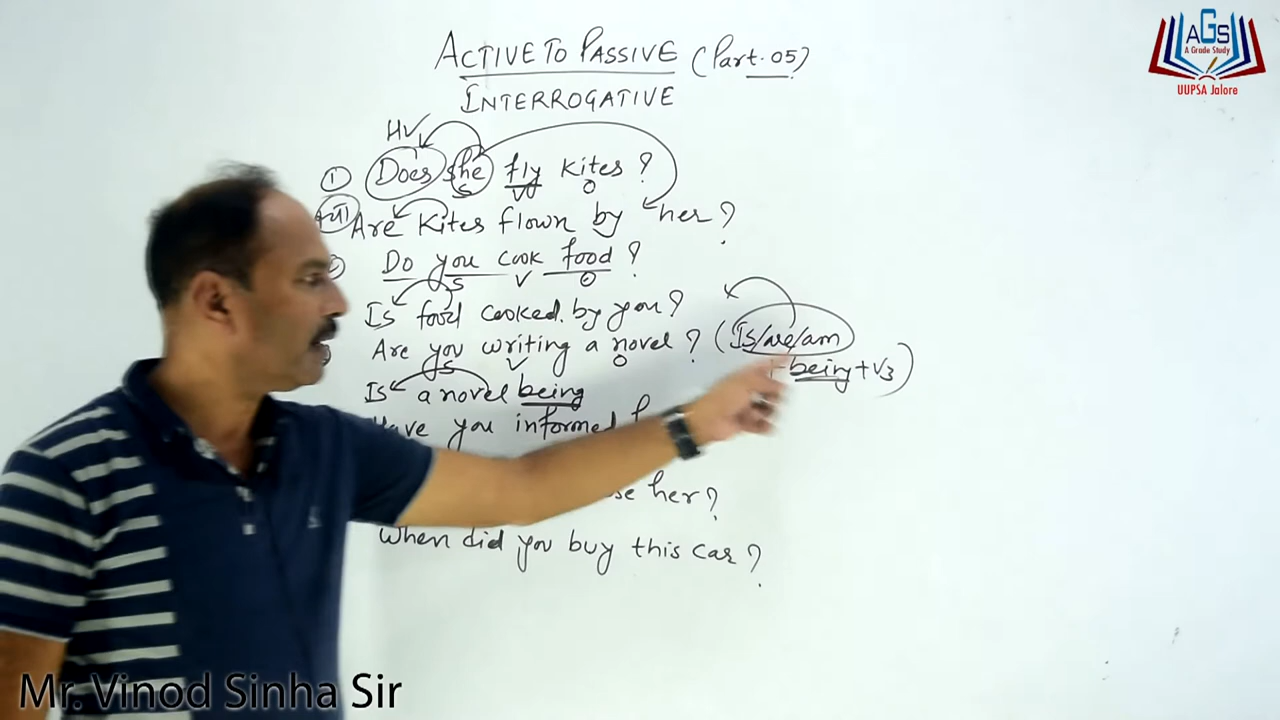 ACTIVE TO PASSIVE (Part. 05)
INTERROGATIVE
HV
① Does she fly kites ?
S V O
क्या Are Kites flown by her ?
Do you cook food ?
S V O
Is food cooked by you ?
Are you writing a novel ? ( Is/are/am
S V O
+ being + V3 )
Is a novel being
Have you informed
her ?
When did you buy this car ?
AGS
A Grade Study
UUPSA Jalore
Mr. Vinod Sinha Sir